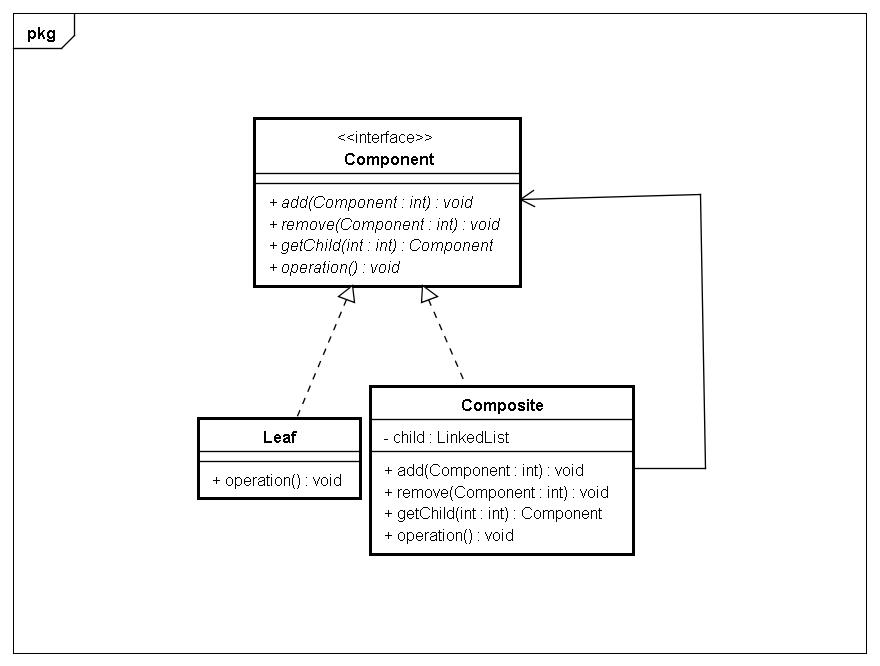 pkg
<<interface>>
Component
+ add(Component : int) : void
+ remove(Component : int) : void
+ getChild(int : int) : Component
+ operation() : void
Leaf
+ operation() : void
Composite
- child : LinkedList
+ add(Component : int) : void
+ remove(Component : int) : void
+ getChild(int : int) : Component
+ operation() : void